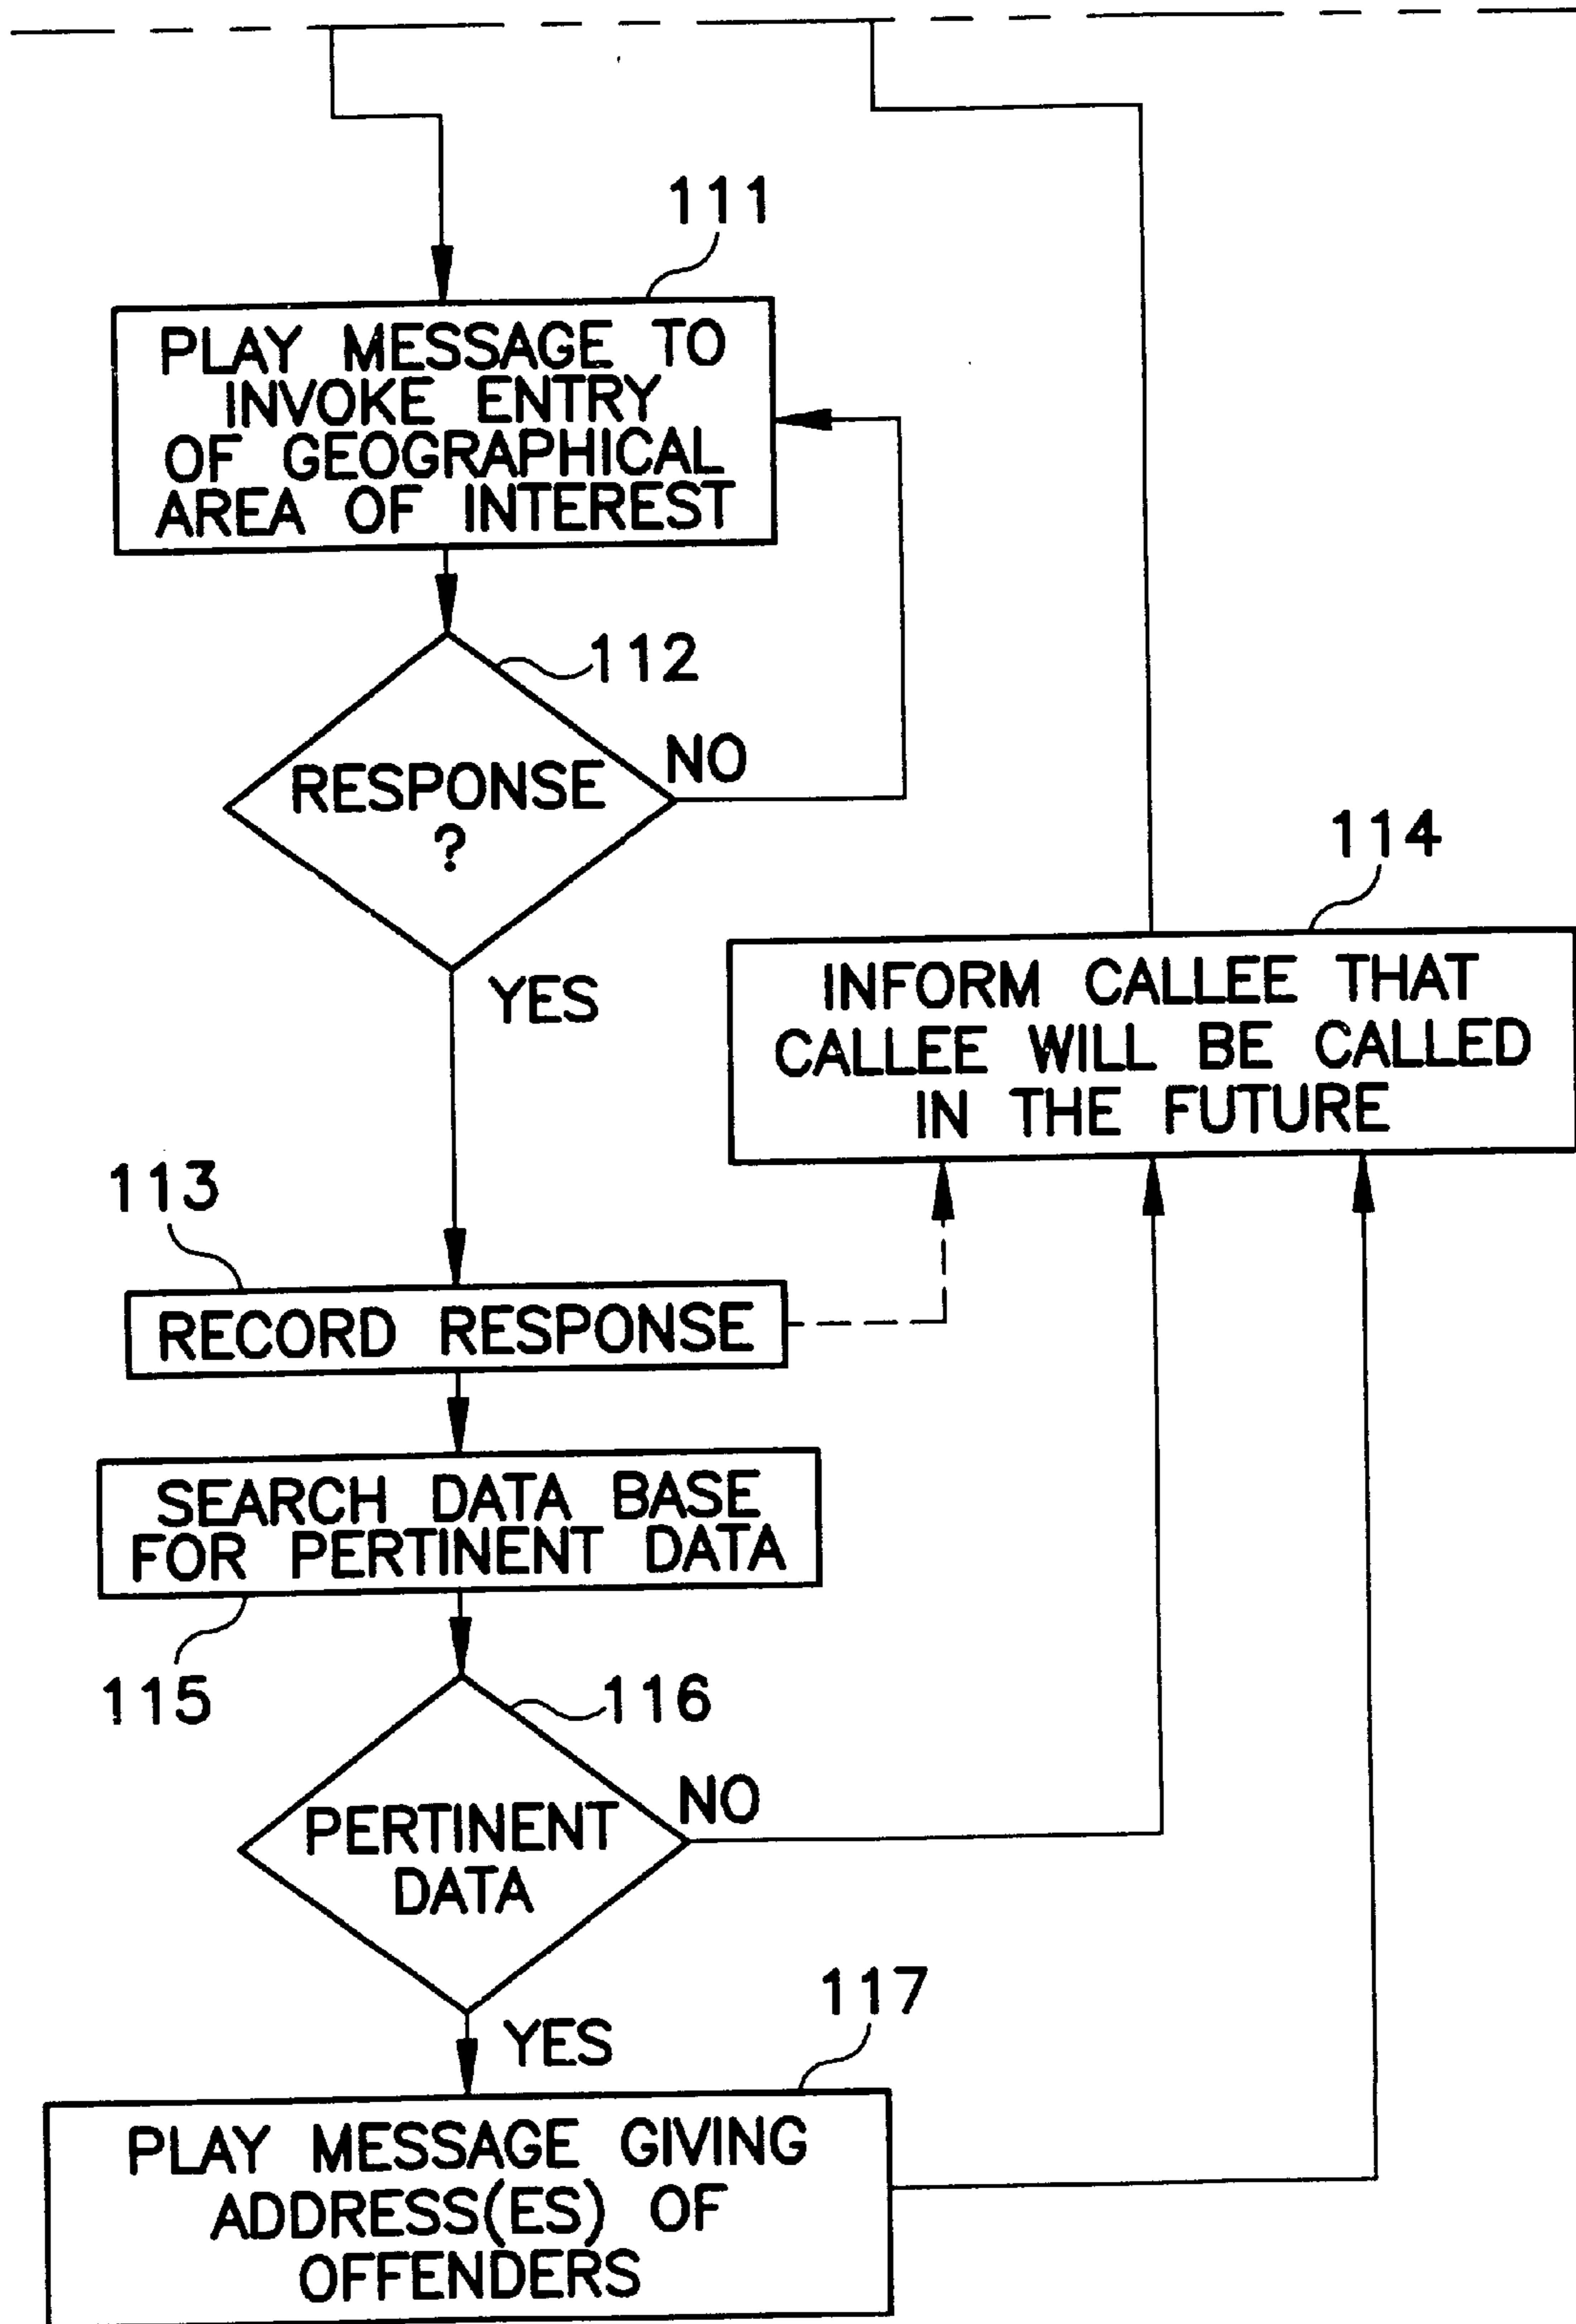 111
PLAY MESSAGE TO
INVOKE ENTRY
OF GEOGRAPHICAL
AREA OF INTEREST
112
RESPONSE
?
NO
YES
114
INFORM CALLEE THAT
CALLEE WILL BE CALLED
IN THE FUTURE
113
RECORD RESPONSE
SEARCH DATA BASE
FOR PERTINENT DATA
115
116
PERTINENT
DATA
NO
YES
117
PLAY MESSAGE GIVING
ADDRESS(ES) OF
OFFENDERS